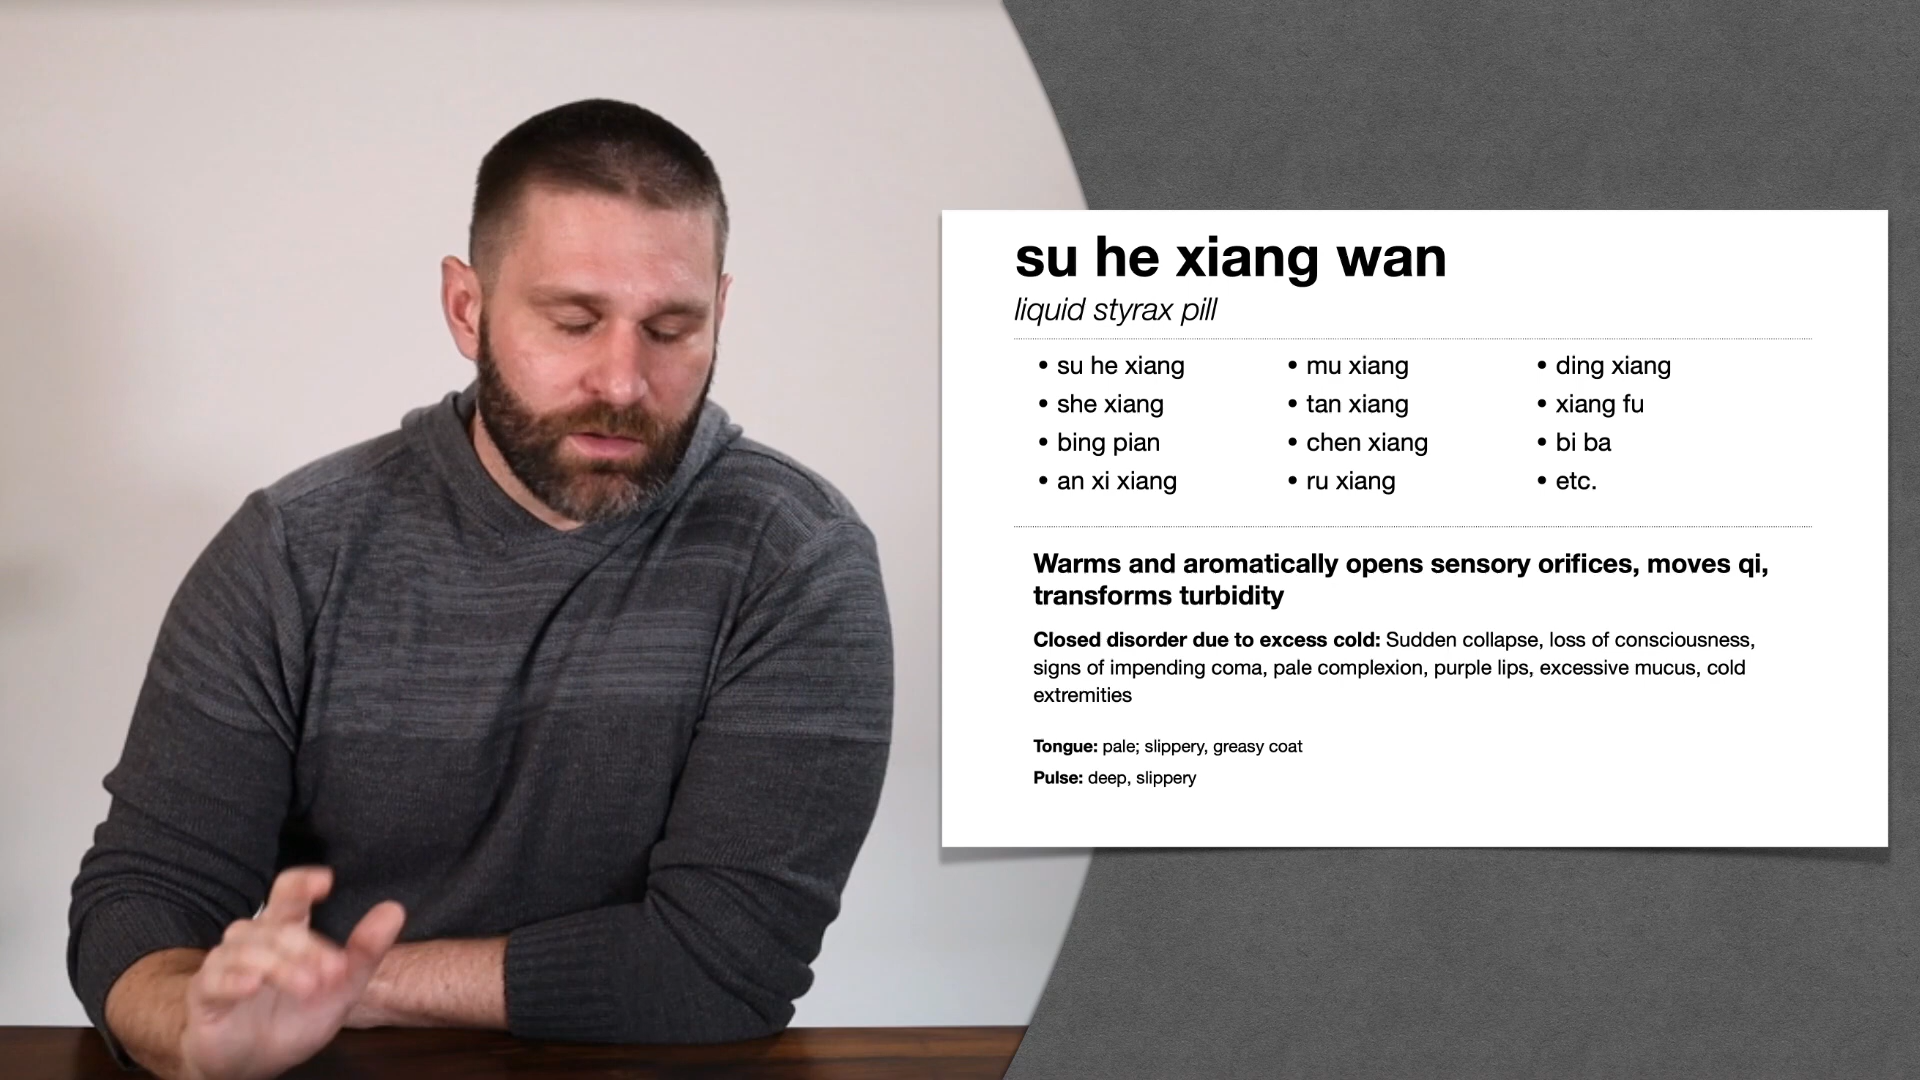 su he xiang wan
liquid styrax pill
• su he xiang
• she xiang
• bing pian
• an xi xiang
• mu xiang
• tan xiang
• chen xiang
• ru xiang
• ding xiang
• xiang fu
• bi ba
• etc.
Warms and aromatically opens sensory orifices, moves qi,
transforms turbidity
Closed disorder due to excess cold: Sudden collapse, loss of consciousness,
signs of impending coma, pale complexion, purple lips, excessive mucus, cold
extremities
Tongue: pale; slippery, greasy coat
Pulse: deep, slippery